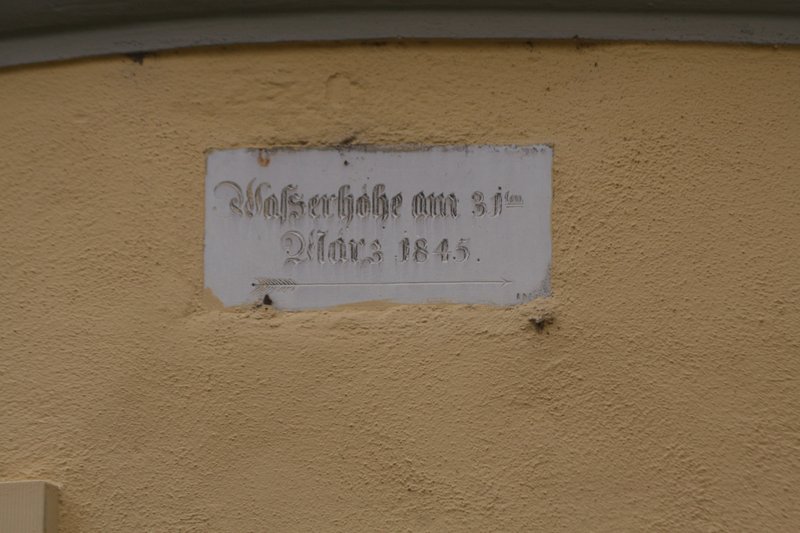 Wasserhöhe am 31ten
März 1845.